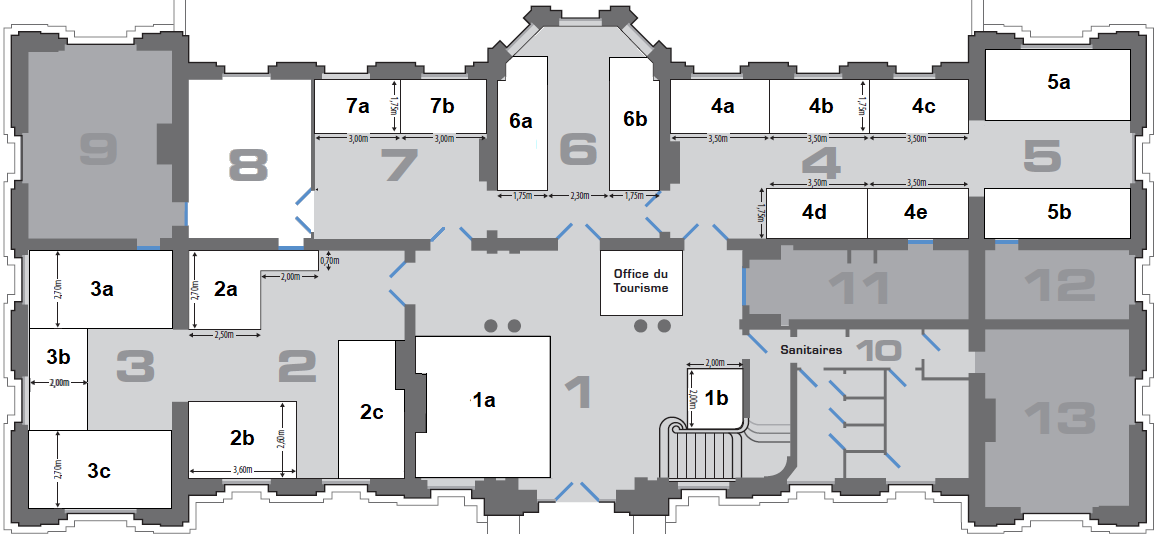 5a
7a
1,75m
7b
6a
6b
4a
4b
1,75m
4c
3,00m
3,00m
3,50m
3,50m
3,50m
9
8
7
6
4
5
3,50m
3,50m
1,75m
2,30m
1,75m
1,75m
4d
4e
5b
3a
2,70m
2a
2,70m
0,70m
2,00m
Office du
Tourisme
11
12
2,50m
3b
2,00m
3
2
Sanitaires
10
2,00m
2c
1
1a
2,00m
1b
13
2b
2,60m
3,60m
3c
2,70m